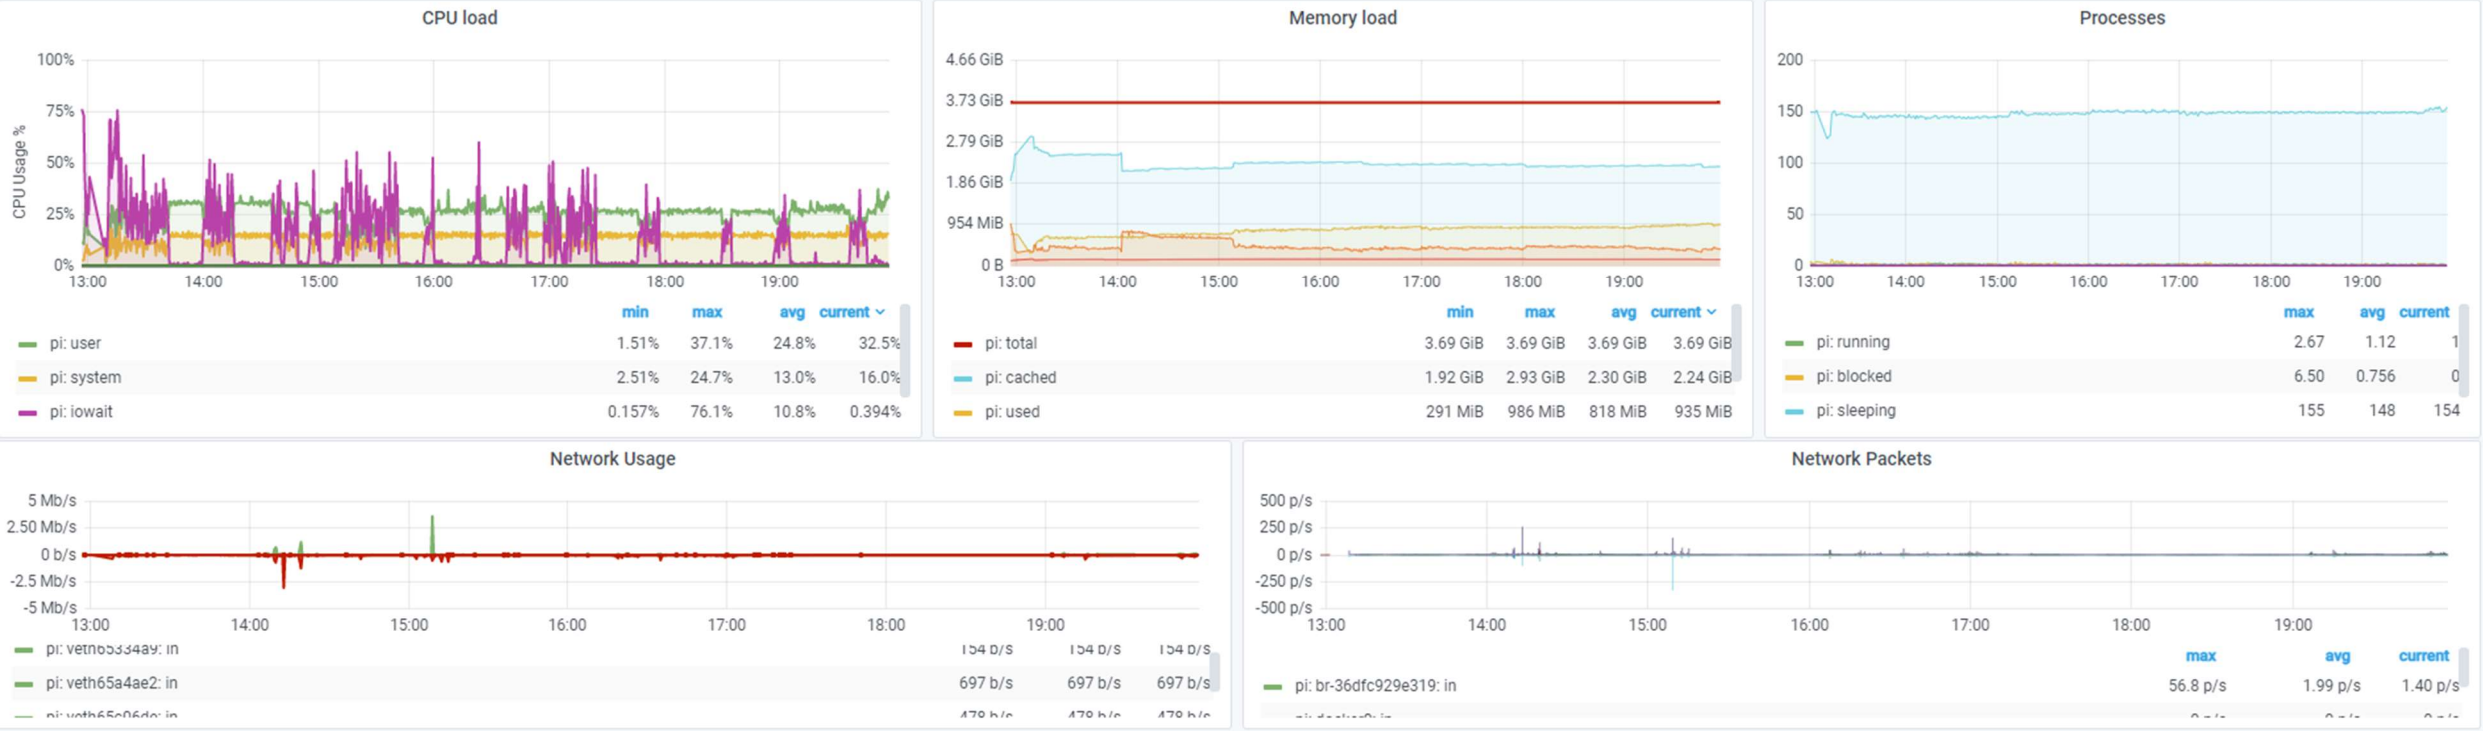 CPU load
100%
75%
50%
25%
0%
CPU Usage %
13:00 14:00 15:00 16:00 17:00 18:00 19:00
min max avg current
pi: user 1.51% 37.1% 24.8% 32.5%
pi: system 2.51% 24.7% 13.0% 16.0%
pi: iowait 0.157% 76.1% 10.8% 0.394%
Memory load
4.66 GiB
3.73 GiB
2.79 GiB
1.86 GiB
954 MiB
0 B
13:00 14:00 15:00 16:00 17:00 18:00 19:00
min max avg current
pi: total 3.69 GiB 3.69 GiB 3.69 GiB 3.69 GiB
pi: cached 1.92 GiB 2.93 GiB 2.30 GiB 2.24 GiB
pi: used 291 MiB 986 MiB 818 MiB 935 MiB
Processes
200
150
100
50
0
13:00 14:00 15:00 16:00 17:00 18:00 19:00
max avg current
pi: running 2.67 1.12 1
pi: blocked 6.50 0.756 0
pi: sleeping 155 148 154
Network Usage
5 Mb/s
2.50 Mb/s
0 b/s
-2.5 Mb/s
-5 Mb/s
13:00 14:00 15:00 16:00 17:00 18:00 19:00
pi: veth65334a9: in 154 b/s 154 b/s 154 b/s
pi: veth65a4ae2: in 697 b/s 697 b/s 697 b/s
478 b/s 478 b/s 478 b/s
Network Packets
500 p/s
250 p/s
0 p/s
-250 p/s
-500 p/s
13:00 14:00 15:00 16:00 17:00 18:00 19:00
max avg current
pi: br-36dfc929e319: in 56.8 p/s 1.99 p/s 1.40 p/s